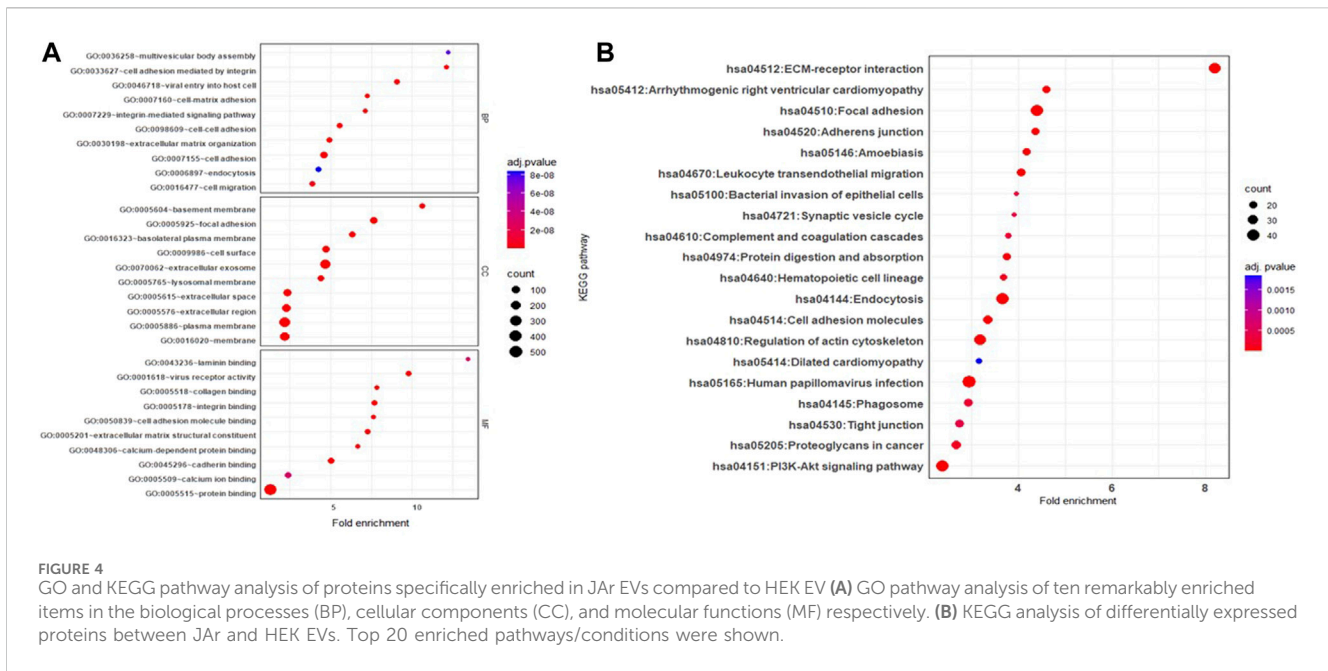 A
GO:0036258~multivesicular body assembly
GO:0033627~cell adhesion mediated by integrin
GO:0046718~viral entry into host cell
GO:0007160~cell-matrix adhesion
GO:0007229~integrin-mediated signaling pathway
GO:0098609~cell-cell adhesion
GO:0030198~extracellular matrix organization
GO:0007155~cell adhesion
GO:0006897~endocytosis
GO:0016477~cell migration
BP
GO:0005604~basement membrane
GO:0005925~focal adhesion
GO:0016323~basolateral plasma membrane
GO:0009986~cell surface
GO:0070062~extracellular exosome
GO:0005765~lysosomal membrane
GO:0005615~extracellular space
GO:0005576~extracellular region
GO:0005886~plasma membrane
GO:0016020~membrane
CC
GO:0043236~laminin binding
GO:0001618~virus receptor activity
GO:0005518~collagen binding
GO:0005178~integrin binding
GO:0050839~cell adhesion molecule binding
GO:0005201~extracellular matrix structural constituent
GO:0048306~calcium-dependent protein binding
GO:0045296~cadherin binding
GO:0005509~calcium ion binding
GO:0005515~protein binding
MF
5 10
Fold enrichment
adj.pvalue
8e-08
6e-08
4e-08
2e-08
count
100
200
300
400
500
B
KEGG pathway
hsa04512:ECM-receptor interaction
hsa05412:Arrhythmogenic right ventricular cardiomyopathy
hsa04510:Focal adhesion
hsa04520:Adherens junction
hsa05146:Amoebiasis
hsa04670:Leukocyte transendothelial migration
hsa05100:Bacterial invasion of epithelial cells
hsa04721:Synaptic vesicle cycle
hsa04610:Complement and coagulation cascades
hsa04974:Protein digestion and absorption
hsa04640:Hematopoietic cell lineage
hsa04144:Endocytosis
hsa04514:Cell adhesion molecules
hsa04810:Regulation of actin cytoskeleton
hsa05414:Dilated cardiomyopathy
hsa05165:Human papillomavirus infection
hsa04145:Phagosome
hsa04530:Tight junction
hsa05205:Proteoglycans in cancer
hsa04151:PI3K-Akt signaling pathway
4 6 8
Fold enrichment
count
20
30
40
adj. pvalue
0.0015
0.0010
0.0005
FIGURE 4
GO and KEGG pathway analysis of proteins specifically enriched in JAr EVs compared to HEK EV (A) GO pathway analysis of ten remarkably enriched
items in the biological processes (BP), cellular components (CC), and molecular functions (MF) respectively. (B) KEGG analysis of differentially expressed
proteins between JAr and HEK EVs. Top 20 enriched pathways/conditions were shown.